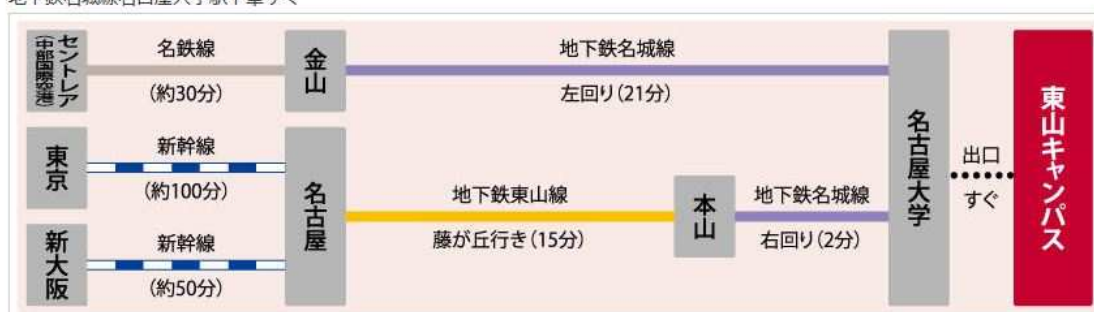 セントレア
(中部国際空港)
名鉄線
(約30分)
金山
地下鉄名城線
左回り(21分)
東京
新幹線
(約100分)
新大阪
新幹線
(約50分)
名古屋
地下鉄東山線
藤が丘行き(15分)
本山
地下鉄名城線
右回り(2分)
名古屋大学
出口
すぐ
東山キャンパス